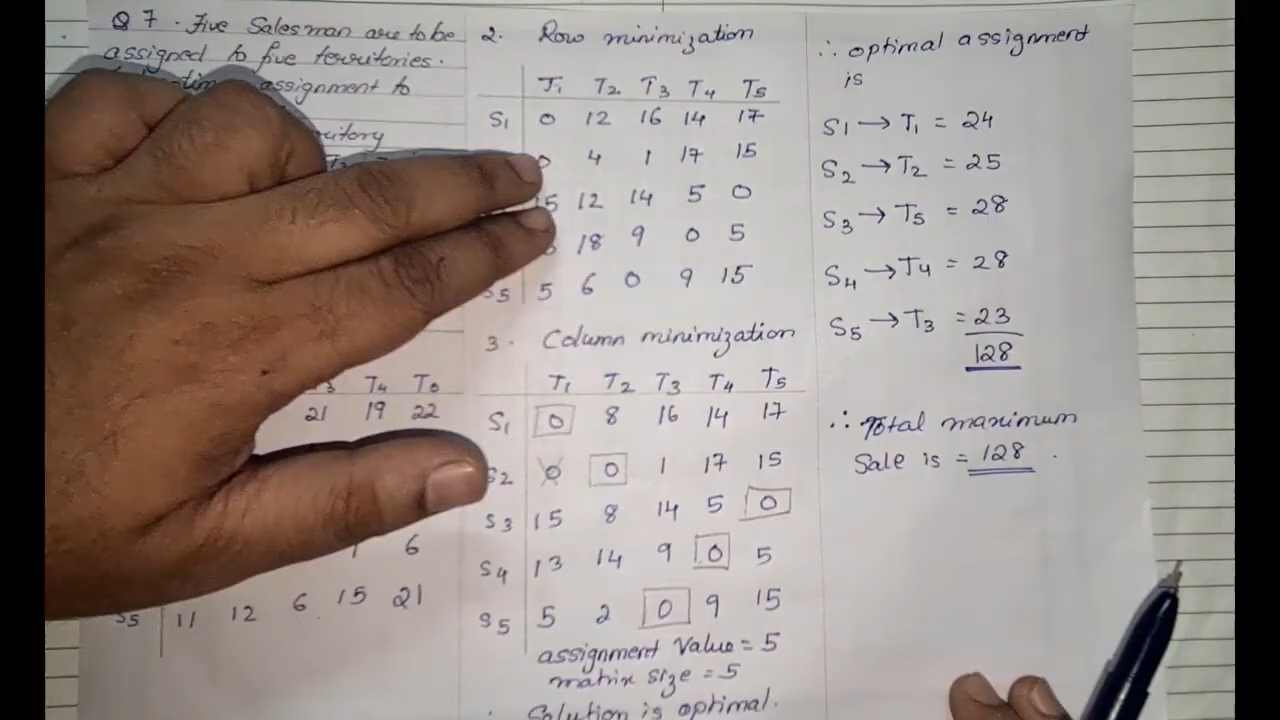 Q 7. Five Salesman are to be
assigned to five territories.
assignment to
T4 T5
21 19 22
6
S5 11 12 6 15 21
2. Row minimization
T1 T2 T3 T4 T5
S1 0 12 16 14 17
0 4 1 17 15
15 12 14 5 0
18 9 0 5
S5 5 6 0 9 15
3. Column minimization
T1 T2 T3 T4 T5
S1 0 8 16 14 17
S2 0 0 1 17 15
S3 15 8 14 5 0
S4 13 14 9 0 5
S5 5 2 0 9 15
assignment value = 5
matrix size = 5
Solution is optimal.
∴ optimal assignment
is
S1 → T1 = 24
S2 → T2 = 25
S3 → T5 = 28
S4 → T4 = 28
S5 → T3 = 23
128
∴ Total maximum
Sale is = 128.